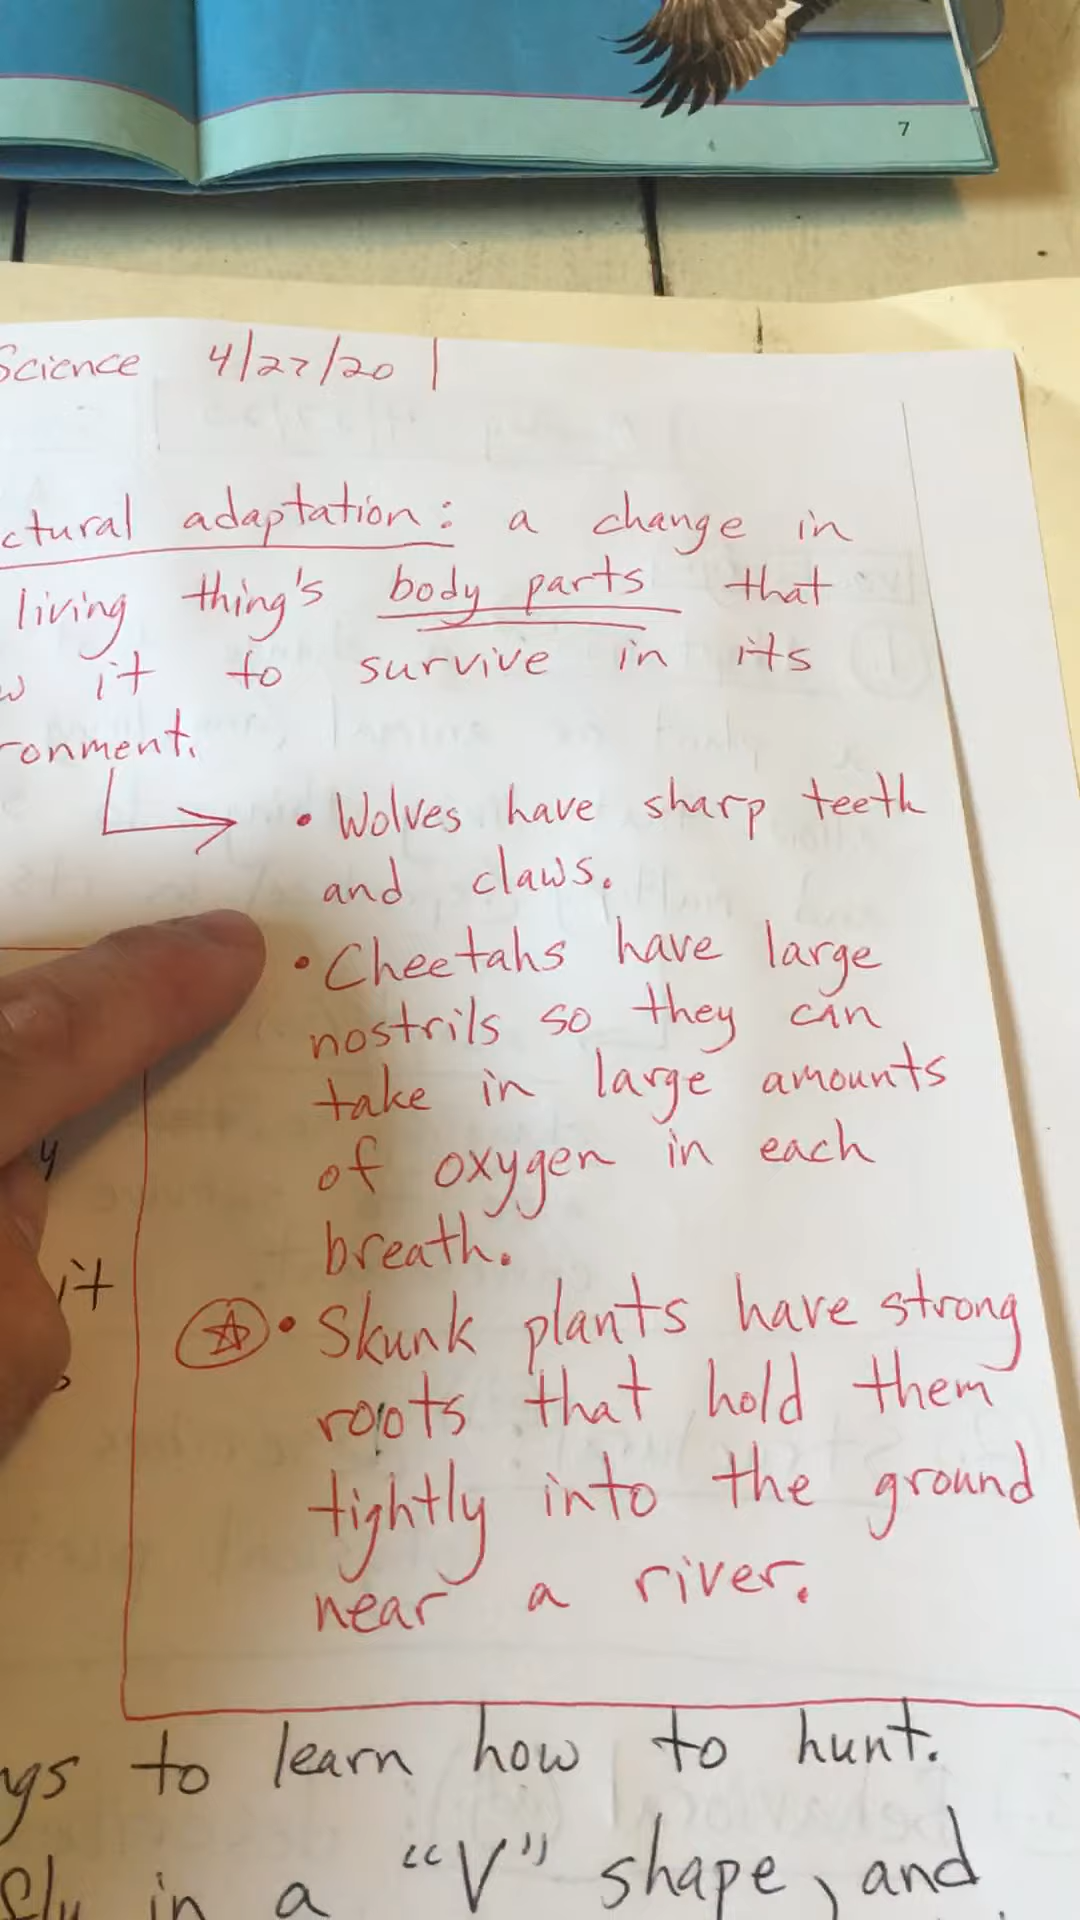 7
Science 4/27/20
ctural adaptation: a change in
living thing's body parts that
w it to survive in its
ronment.
• Wolves have sharp teeth
and claws.
• Cheetahs have large
nostrils so they can
take in large amounts
of oxygen in each
breath.
y
it
• Skunk plants have strong
roots that hold them
tightly into the ground
near a river.
ngs to learn how to hunt.
fly in a "V" shape, and